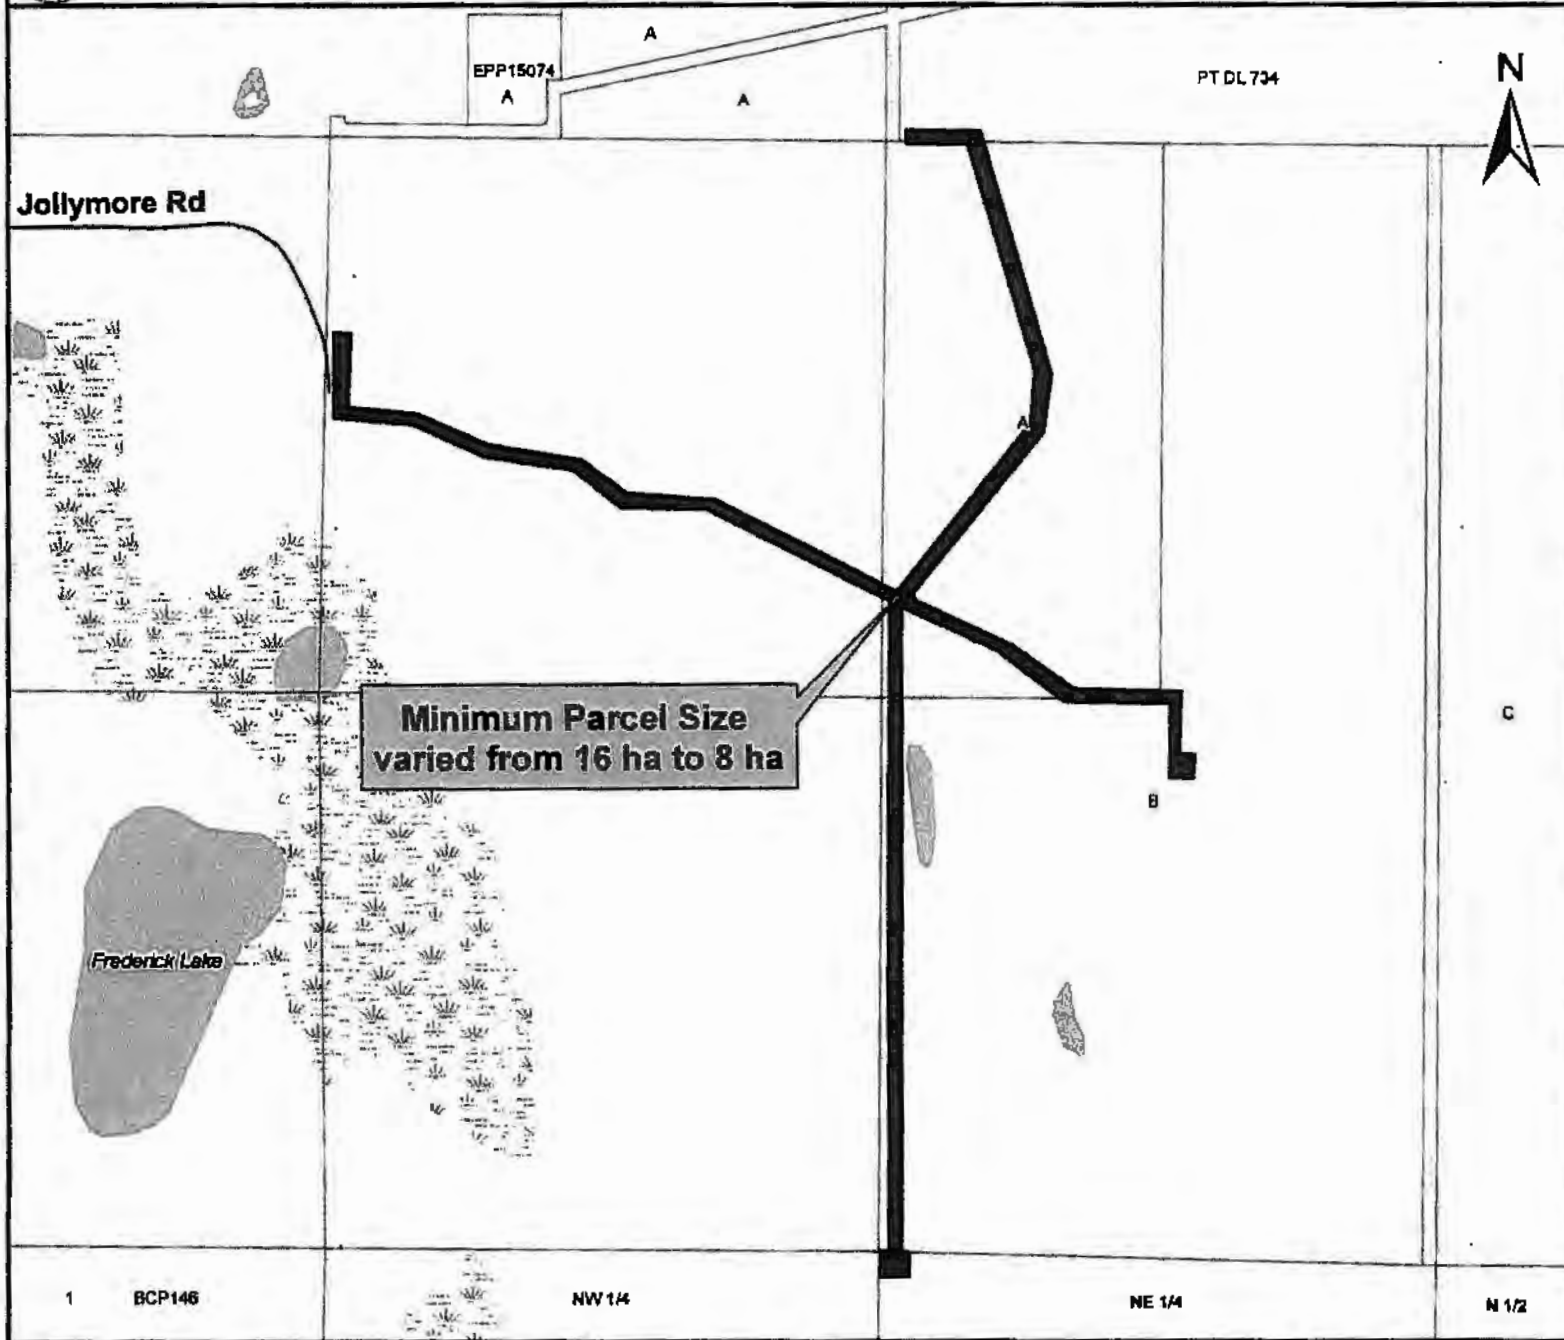 A
EPP15074
A
A
PT DL 734
N
Jollymore Rd
A
Minimum Parcel Size
varied from 16 ha to 8 ha
C
B
Frederick Lake
1
BCP146
NW 1/4
NE 1/4
N 1/2